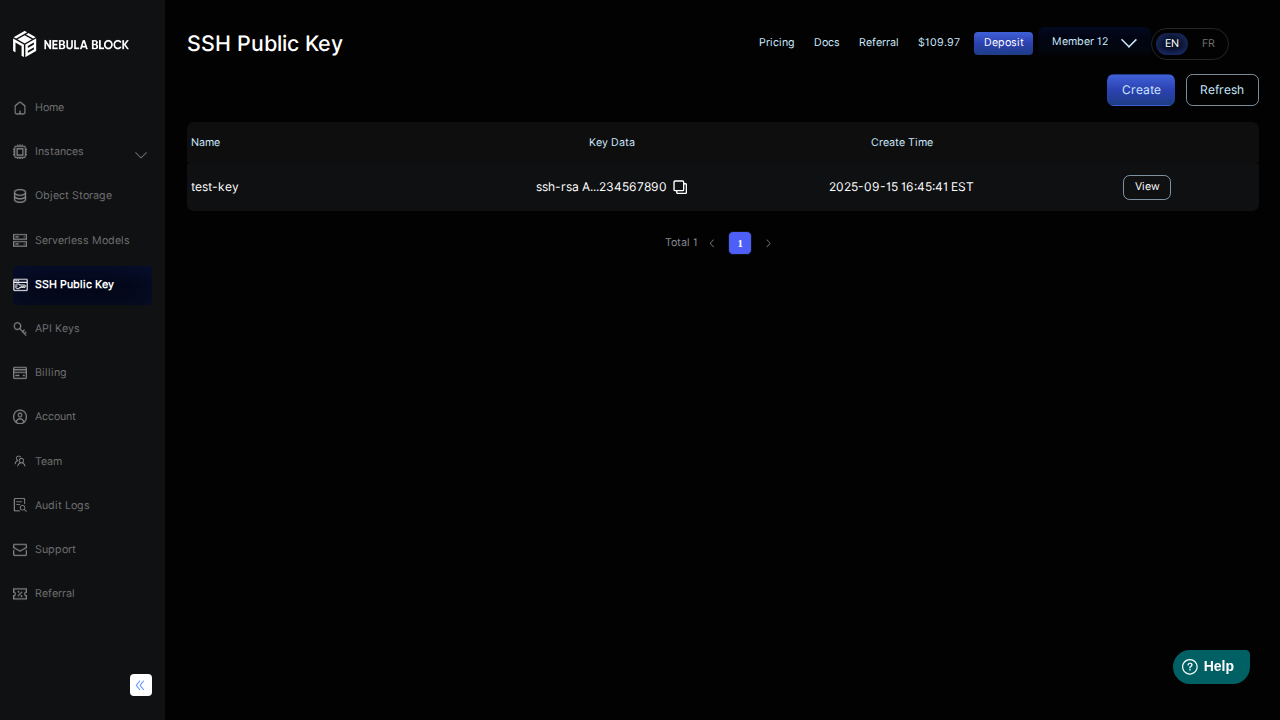 NEBULA BLOCK
Home
Instances
Object Storage
Serverless Models
SSH Public Key
API Keys
Billing
Account
Team
Audit Logs
Support
Referral
SSH Public Key
Pricing Docs Referral $109.97 Deposit Member 12 EN FR
Create Refresh
Name Key Data Create Time
test-key ssh-rsa A...234567890 2025-09-15 16:45:41 EST View
Total 1 1
Help